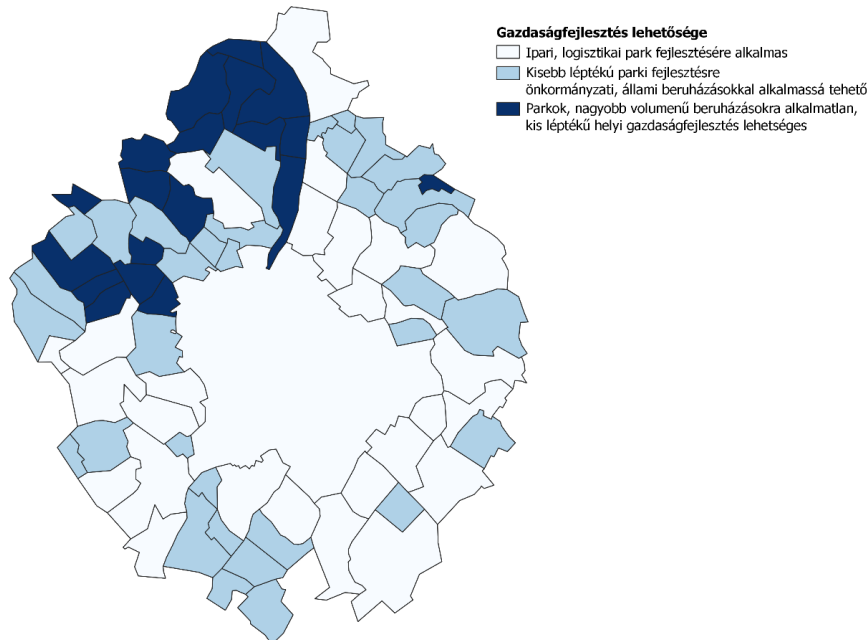 Gazdaságfejlesztés lehetősége
Ipari, logisztikai park fejlesztésére alkalmas
Kisebb léptékű parki fejlesztésre
önkormányzati, állami beruházásokkal alkalmassá tehető
Parkok, nagyobb volumenű beruházásokra alkalmatlan,
kis léptékű helyi gazdaságfejlesztés lehetséges